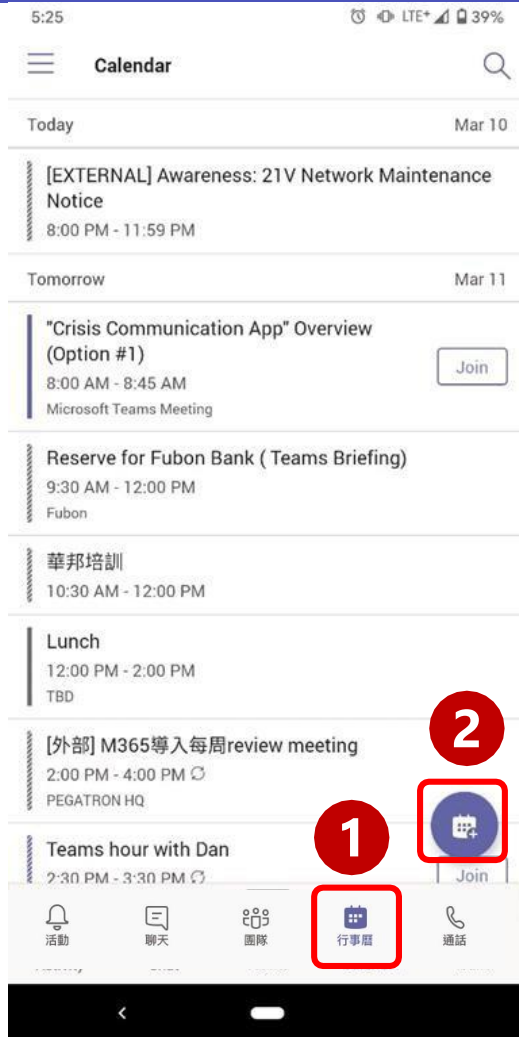 5:25 LTE+ 39%
Calendar
Today Mar 10
[EXTERNAL] Awareness: 21V Network Maintenance
Notice
8:00 PM - 11:59 PM
Tomorrow Mar 11
"Crisis Communication App" Overview
(Option #1)
8:00 AM - 8:45 AM
Join
Microsoft Teams Meeting
Reserve for Fubon Bank ( Teams Briefing)
9:30 AM - 12:00 PM
Fubon
華邦培訓
10:30 AM - 12:00 PM
Lunch
12:00 PM - 2:00 PM
TBD
[外部] M365導入每周review meeting
2:00 PM - 4:00 PM
PEGATRON HQ
2
1
Teams hour with Dan
2:30 PM - 3:30 PM
Join
活動 聊天 團隊 行事曆 通話